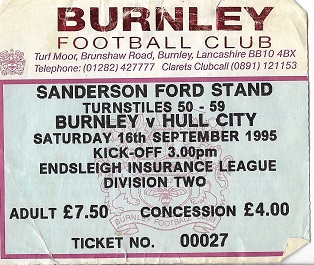 BURNLEY
FOOTBALL CLUB
Turf Moor, Brunshaw Road, Burnley, Lancashire BB10 4BX
Telephone: (01282) 427777 Clarets Clubcall (0891) 121153
SANDERSON FORD STAND
TURNSTILES 50 - 59
BURNLEY v HULL CITY
SATURDAY 16th SEPTEMBER 1995
KICK-OFF 3.00pm
ENDSLEIGH INSURANCE LEAGUE
DIVISION TWO
ADULT £7.50 CONCESSION £4.00
BURNLEY FOOTBALL
TICKET NO. 00027